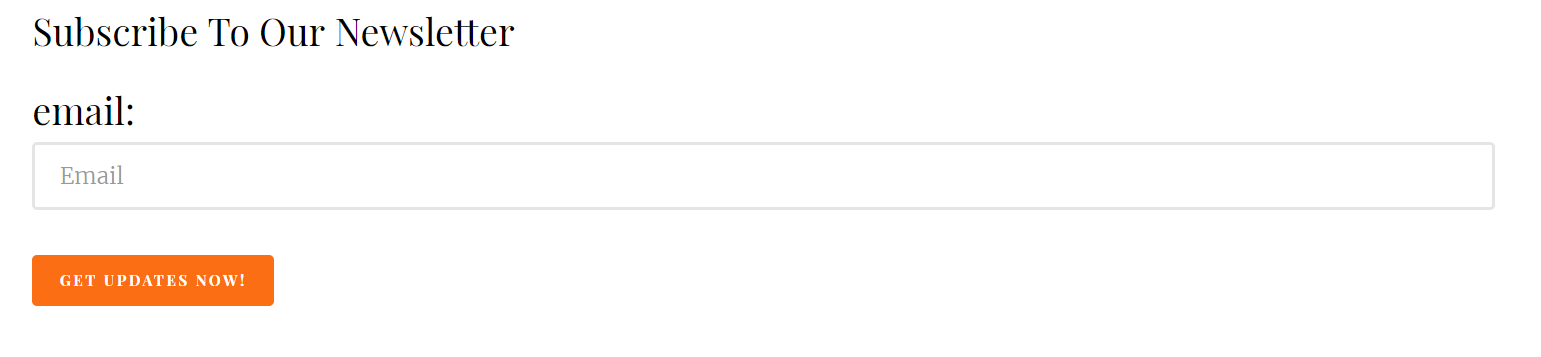 Subscribe To Our Newsletter
email:
Email
GET UPDATES NOW!